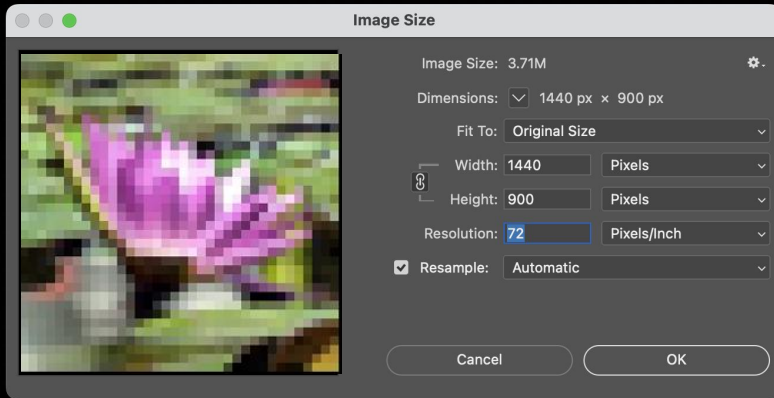 Image Size
Image Size: 3.71M
Dimensions: 1440 px × 900 px
Fit To: Original Size
Width: 1440 Pixels
Height: 900 Pixels
Resolution: 72 Pixels/Inch
Resample: Automatic
Cancel OK